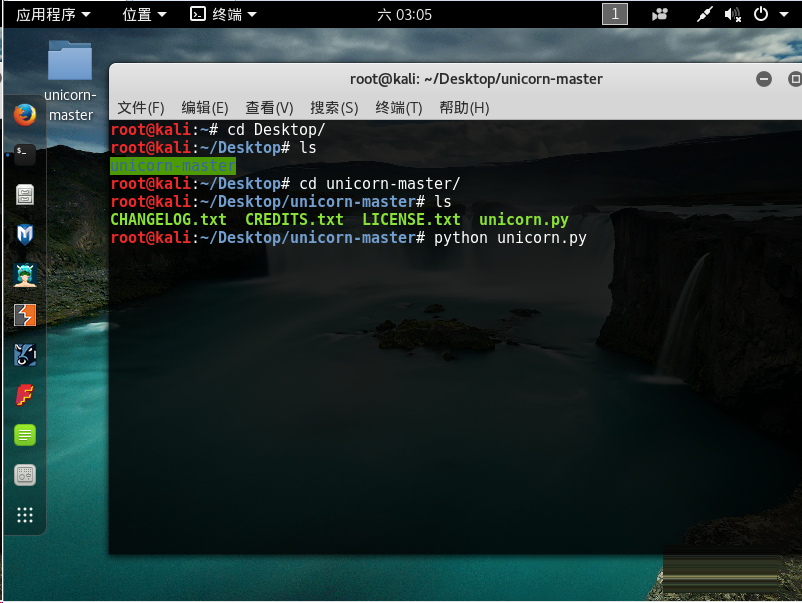 应用程序 位置 终端 六 03:05 1
unicorn-
master
root@kali: ~/Desktop/unicorn-master
文件(F) 编辑(E) 查看(V) 搜索(S) 终端(T) 帮助(H)
root@kali:~# cd Desktop/
root@kali:~/Desktop# ls
unicorn-master
root@kali:~/Desktop# cd unicorn-master/
root@kali:~/Desktop/unicorn-master# ls
CHANGELOG.txt  CREDITS.txt  LICENSE.txt  unicorn.py
root@kali:~/Desktop/unicorn-master# python unicorn.py